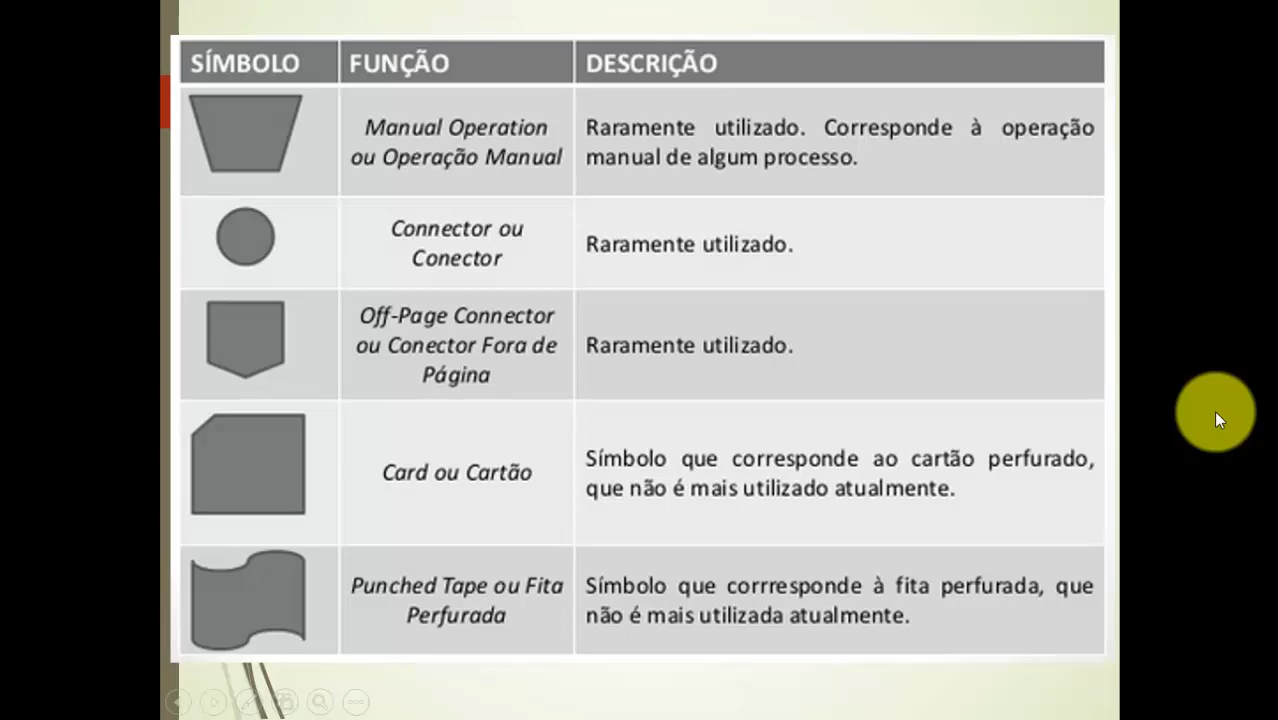 SÍMBOLO FUNÇÃO DESCRIÇÃO
Manual Operation
ou Operação Manual
Raramente utilizado. Corresponde à operação
manual de algum processo.
Connector ou
Conector
Raramente utilizado.
Off-Page Connector
ou Conector Fora de
Página
Raramente utilizado.
Card ou Cartão
Símbolo que corresponde ao cartão perfurado,
que não é mais utilizado atualmente.
Punched Tape ou Fita
Perfurada
Símbolo que corrresponde à fita perfurada, que
não é mais utilizada atualmente.